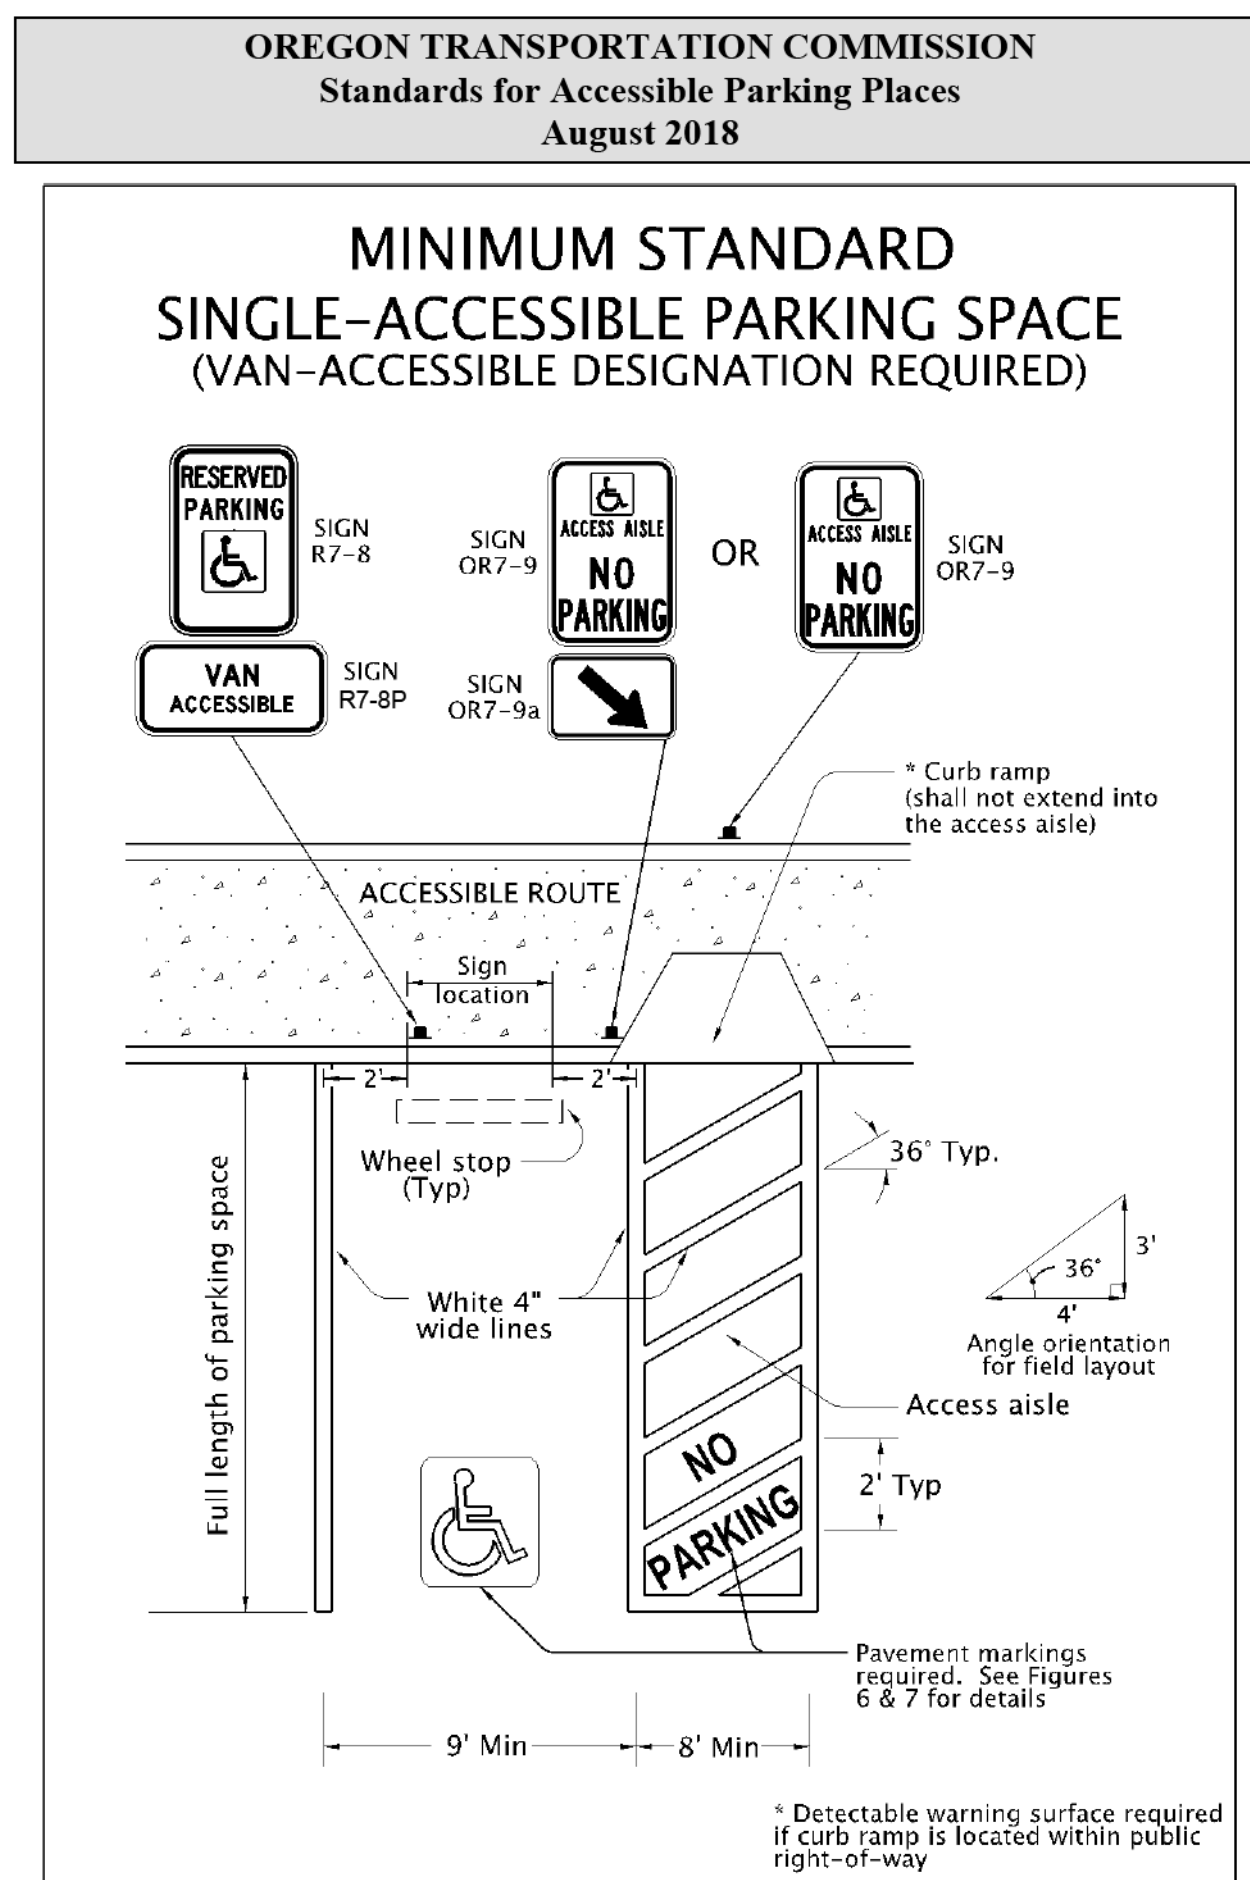 OREGON TRANSPORTATION COMMISSION
Standards for Accessible Parking Places
August 2018
MINIMUM STANDARD
SINGLE-ACCESSIBLE PARKING SPACE
(VAN-ACCESSIBLE DESIGNATION REQUIRED)
RESERVED
PARKING
SIGN
R7-8
VAN
ACCESSIBLE
SIGN
R7-8P
SIGN
OR7-9
ACCESS AISLE
NO
PARKING
SIGN
OR7-9a
OR
ACCESS AISLE
NO
PARKING
SIGN
OR7-9
* Curb ramp
(shall not extend into
the access aisle)
ACCESSIBLE ROUTE
Sign
location
2'
2'
Wheel stop
(Typ)
36° Typ.
3'
36°
4'
Angle orientation
for field layout
White 4"
wide lines
Full length of parking space
Access aisle
2' Typ
NO
PARKING
Pavement markings
required. See Figures
6 & 7 for details
9' Min
8' Min
* Detectable warning surface required
if curb ramp is located within public
right-of-way